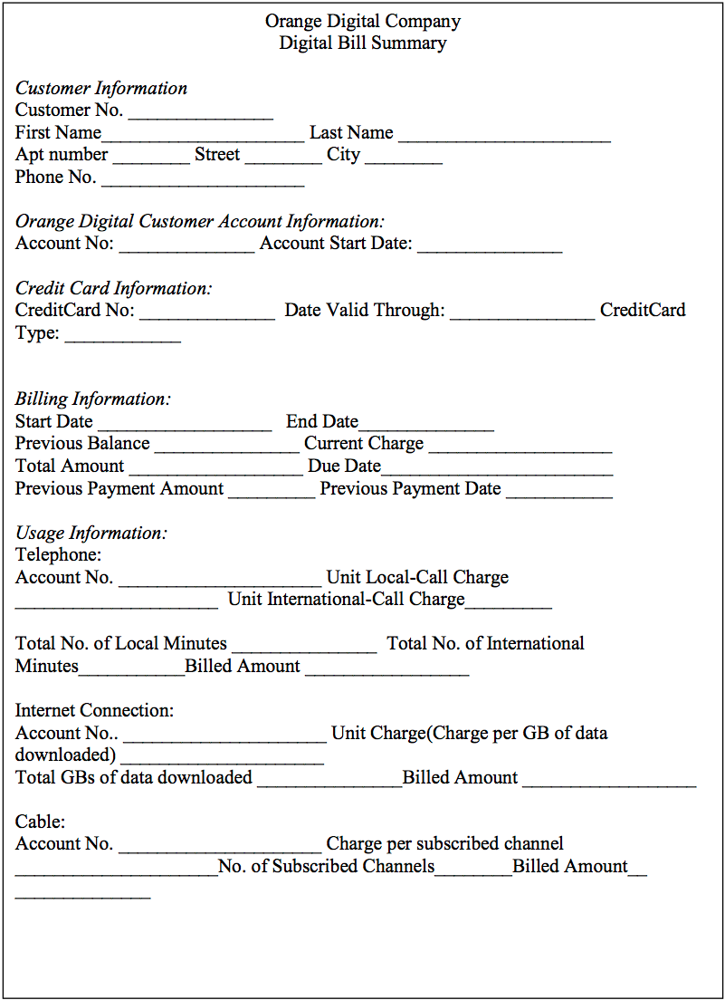 Orange Digital Company
Digital Bill Summary
Customer Information
Customer No. _______________
First Name_____________________ Last Name ______________________
Apt number ________ Street ________ City ________
Phone No. _____________________
Orange Digital Customer Account Information:
Account No: ______________ Account Start Date: _______________
Credit Card Information:
CreditCard No: ______________ Date Valid Through: _______________ CreditCard
Type: ____________
Billing Information:
Start Date __________________ End Date______________
Previous Balance _______________ Current Charge ___________________
Total Amount __________________ Due Date________________________
Previous Payment Amount _________ Previous Payment Date ___________
Usage Information:
Telephone:
Account No. _____________________ Unit Local-Call Charge
_____________________ Unit International-Call Charge_________
Total No. of Local Minutes _______________ Total No. of International
Minutes___________Billed Amount _________________
Internet Connection:
Account No.. _____________________ Unit Charge(Charge per GB of data
downloaded) _____________________
Total GBs of data downloaded _______________Billed Amount __________________
Cable:
Account No. _____________________ Charge per subscribed channel
_____________________No. of Subscribed Channels________Billed Amount__
______________